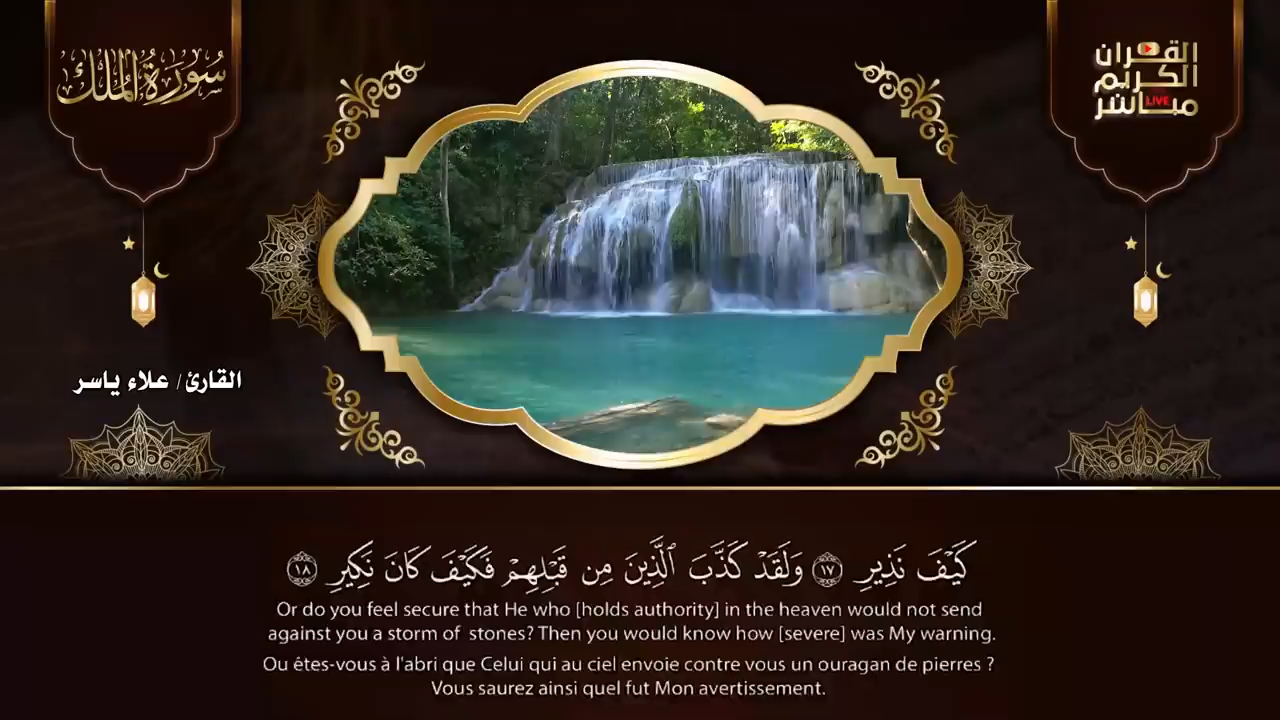 سُورَةُ المُلك
القرآن
الكريم
مباشر
LIVE
القارئ/ علاء ياسر
كَيْفَ نَذِيرِ ١٧ وَلَقَدْ كَذَّبَ ٱلَّذِينَ مِن قَبْلِهِمْ فَكَيْفَ كَانَ نَكِيرِ ١٨
Or do you feel secure that He who [holds authority] in the heaven would not send
against you a storm of stones? Then you would know how [severe] was My warning.
Ou êtes-vous à l'abri que Celui qui au ciel envoie contre vous un ouragan de pierres ?
Vous saurez ainsi quel fut Mon avertissement.